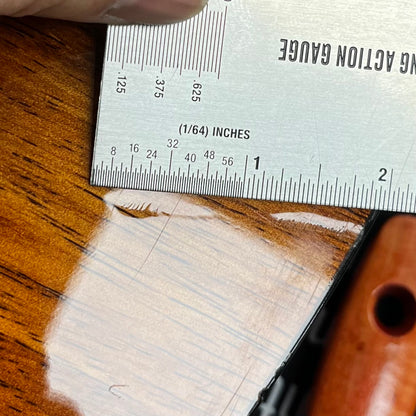 NG ACTION GAUGE
.125 .375 .625
(1/64) INCHES
8 16 24 32 40 48 56 1 2